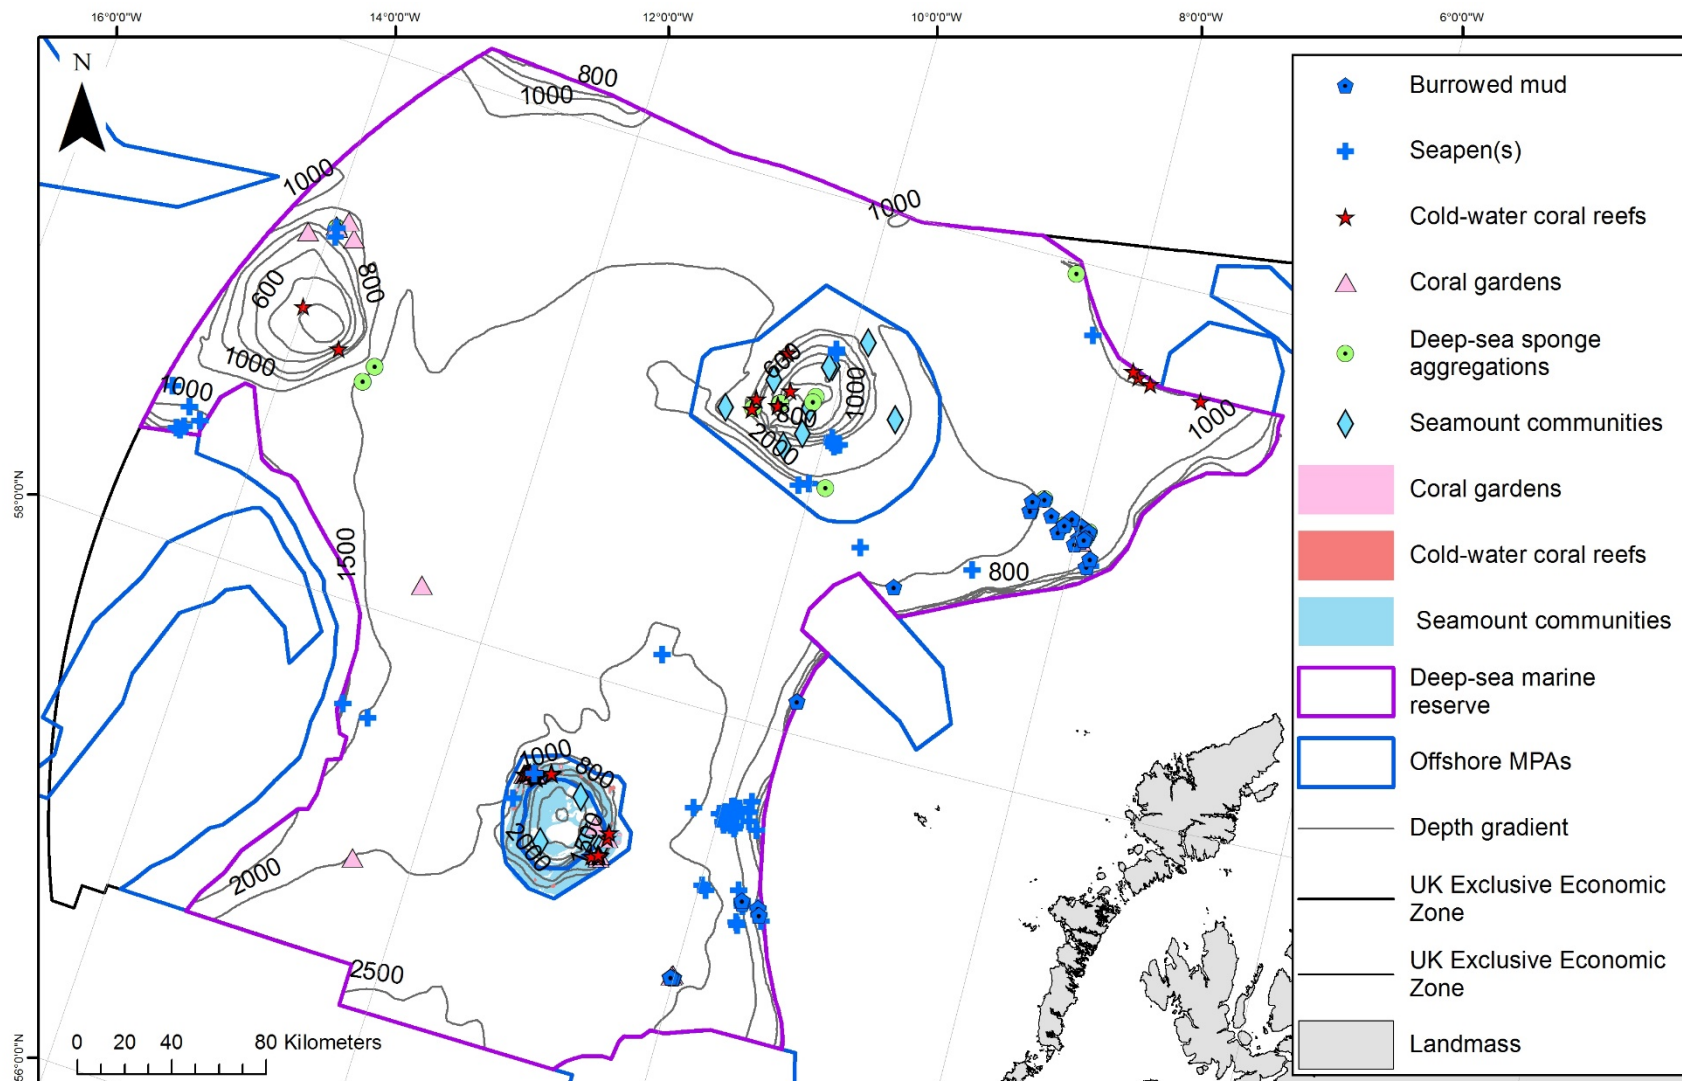 16°0'0"W
14°0'0"W
12°0'0"W
10°0'0"W
8°0'0"W
6°0'0"W
N
800
1000
1000
1000
600
800
1000
1000
600
1000
800
2000
1000
58°0'0"N
1500
800
1000
800
2000
1500
2000
2500
56°0'0"N
0 20 40 80 Kilometers
Burrowed mud
Seapen(s)
Cold-water coral reefs
Coral gardens
Deep-sea sponge
aggregations
Seamount communities
Coral gardens
Cold-water coral reefs
Seamount communities
Deep-sea marine
reserve
Offshore MPAs
Depth gradient
UK Exclusive Economic
Zone
UK Exclusive Economic
Zone
Landmass